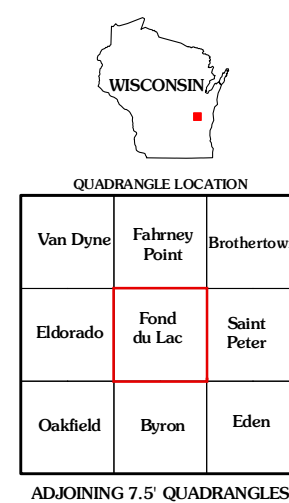 WISCONSIN
QUADRANGLE LOCATION
Van Dyne Fahrney Point Brothertown
Eldorado Fond du Lac Saint Peter
Oakfield Byron Eden
ADJOINING 7.5' QUADRANGLES